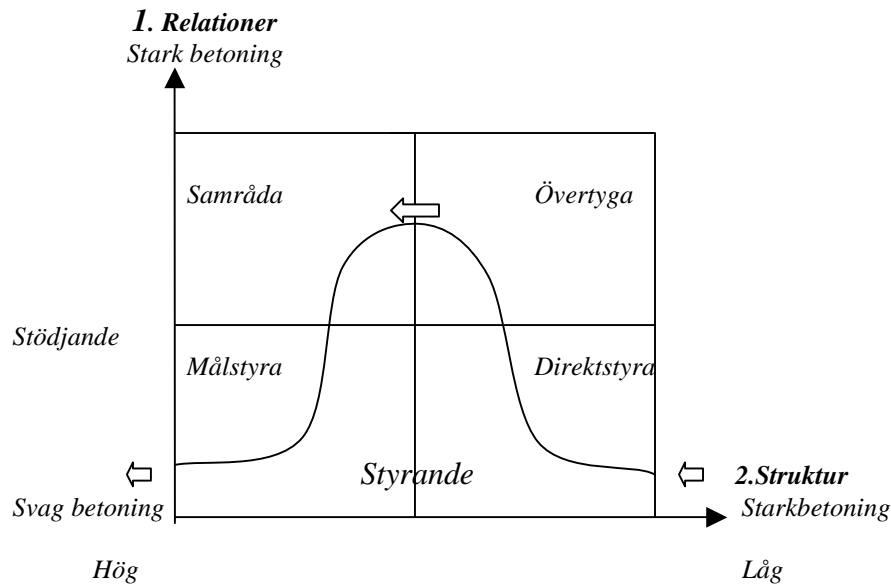 1. Relationer
Stark betoning
Samråda
Övertyga
Stödjande
Målstyra
Direktstyra
Styrande
2.Struktur
Svag betoning
Starkbetoning
Hög
Låg